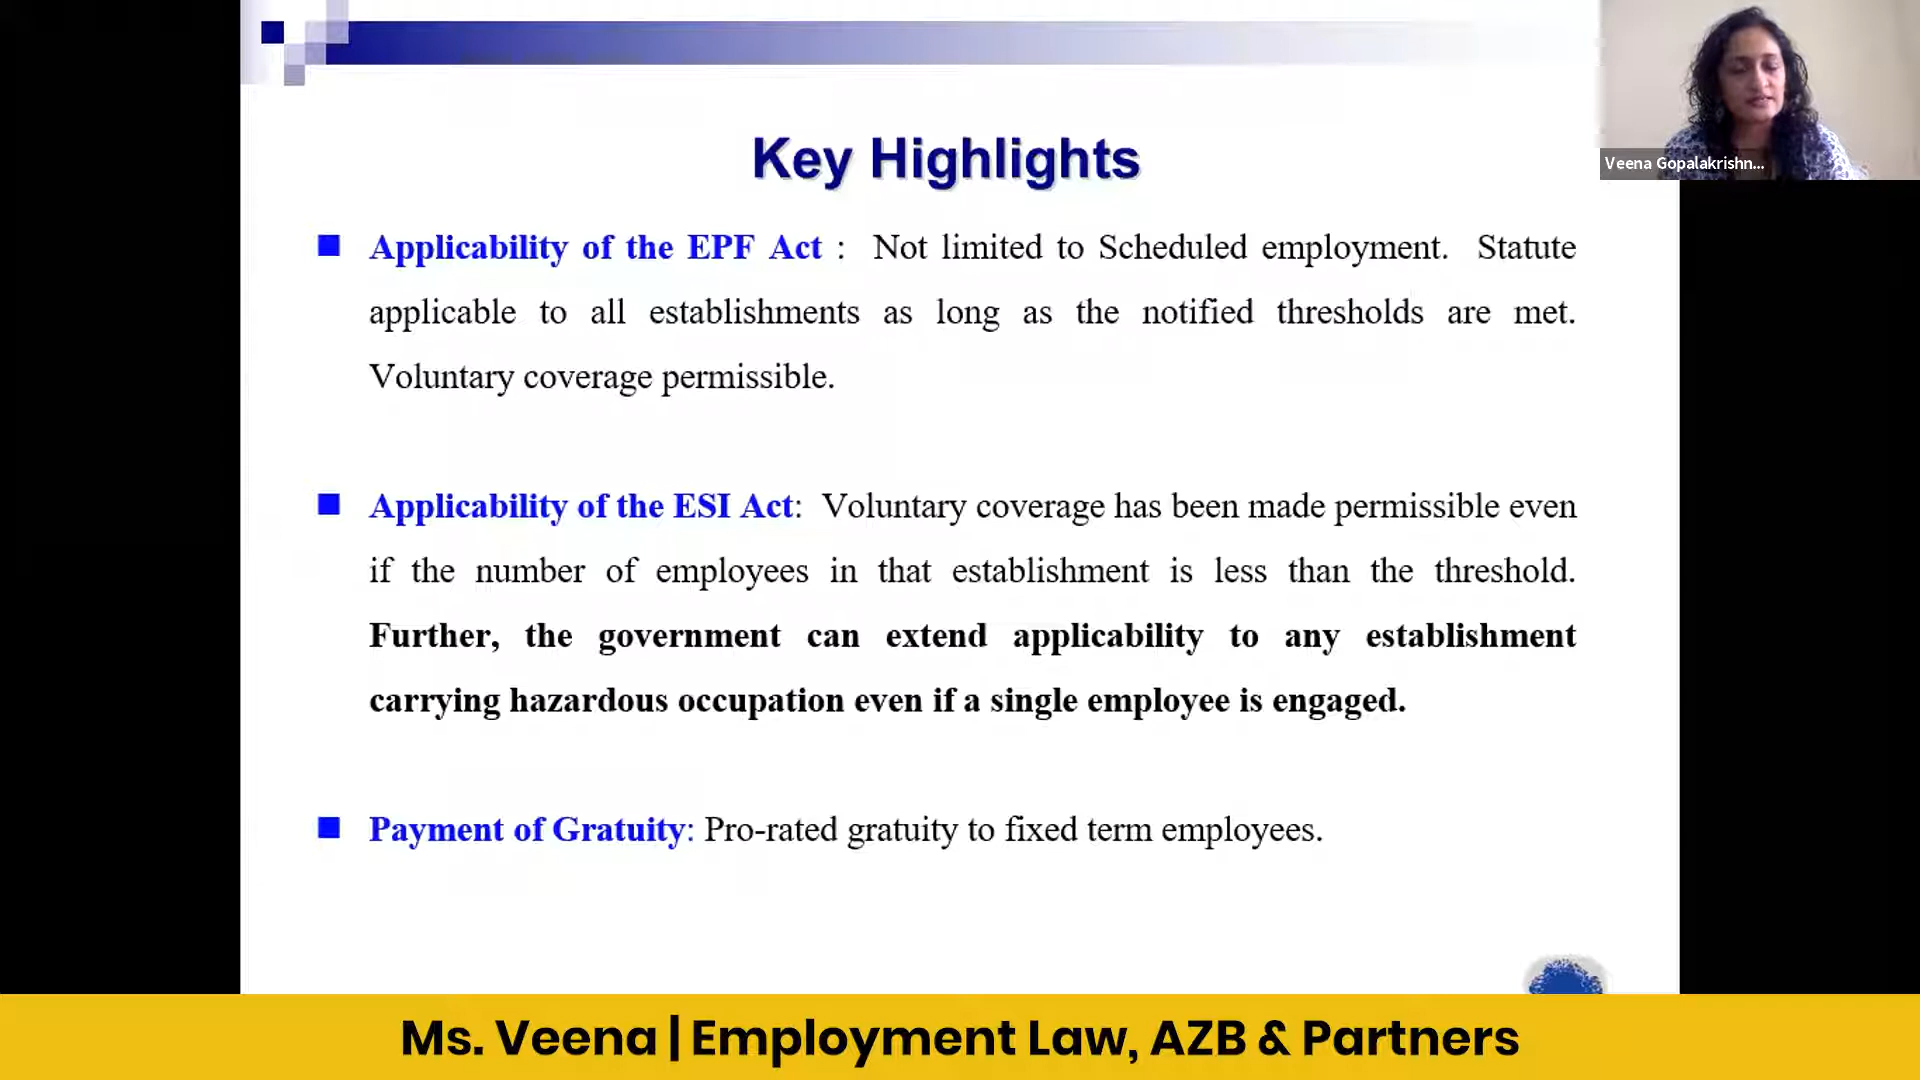 Key Highlights
Veena Gopalakrishn...
Applicability of the EPF Act : Not limited to Scheduled employment. Statute
applicable to all establishments as long as the notified thresholds are met.
Voluntary coverage permissible.
Applicability of the ESI Act: Voluntary coverage has been made permissible even
if the number of employees in that establishment is less than the threshold.
Further, the government can extend applicability to any establishment
carrying hazardous occupation even if a single employee is engaged.
Payment of Gratuity: Pro-rated gratuity to fixed term employees.
Ms. Veena | Employment Law, AZB & Partners